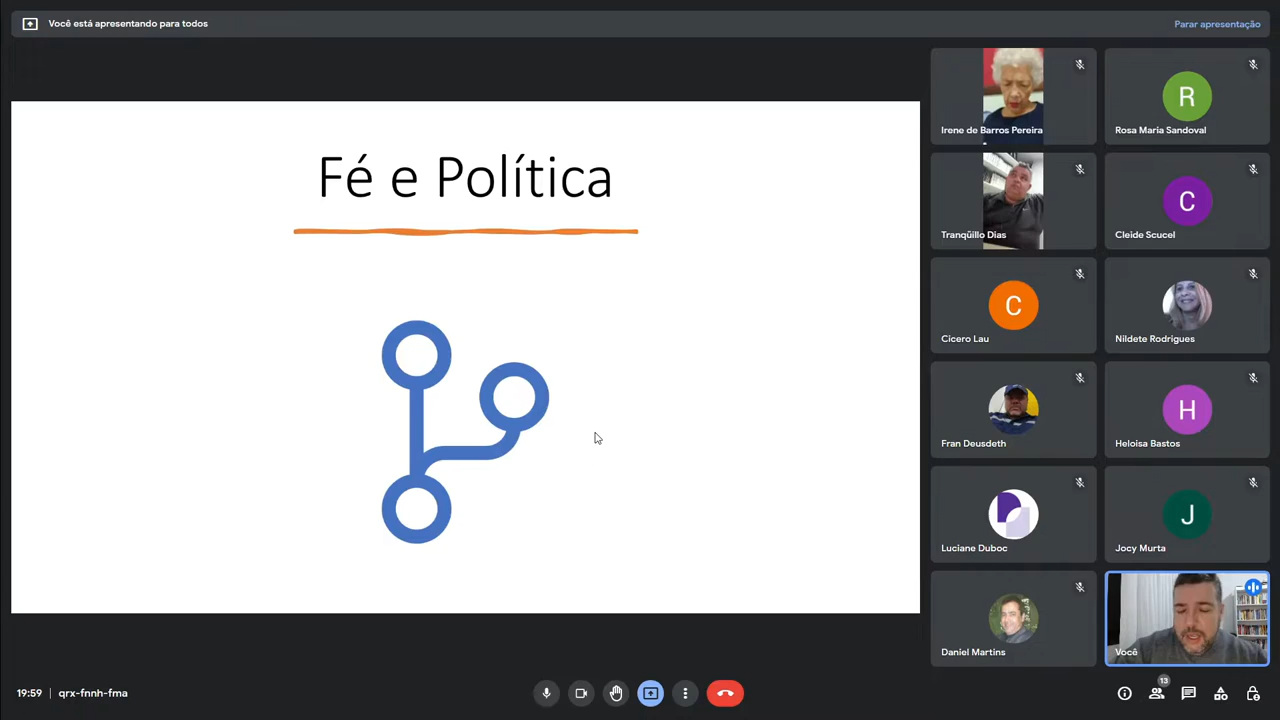 Você está apresentando para todos
Parar apresentação
Fé e Política
Irene de Barros Pereira
R
Rosa Maria Sandoval
Tranqüillo Dias
C
Cleide Scucel
C
Cicero Lau
Nildete Rodrigues
Fran Deusdeth
H
Heloisa Bastos
Luciane Duboc
J
Jocy Murta
Daniel Martins
Você
19:59 | qrx-fnnh-fma
13